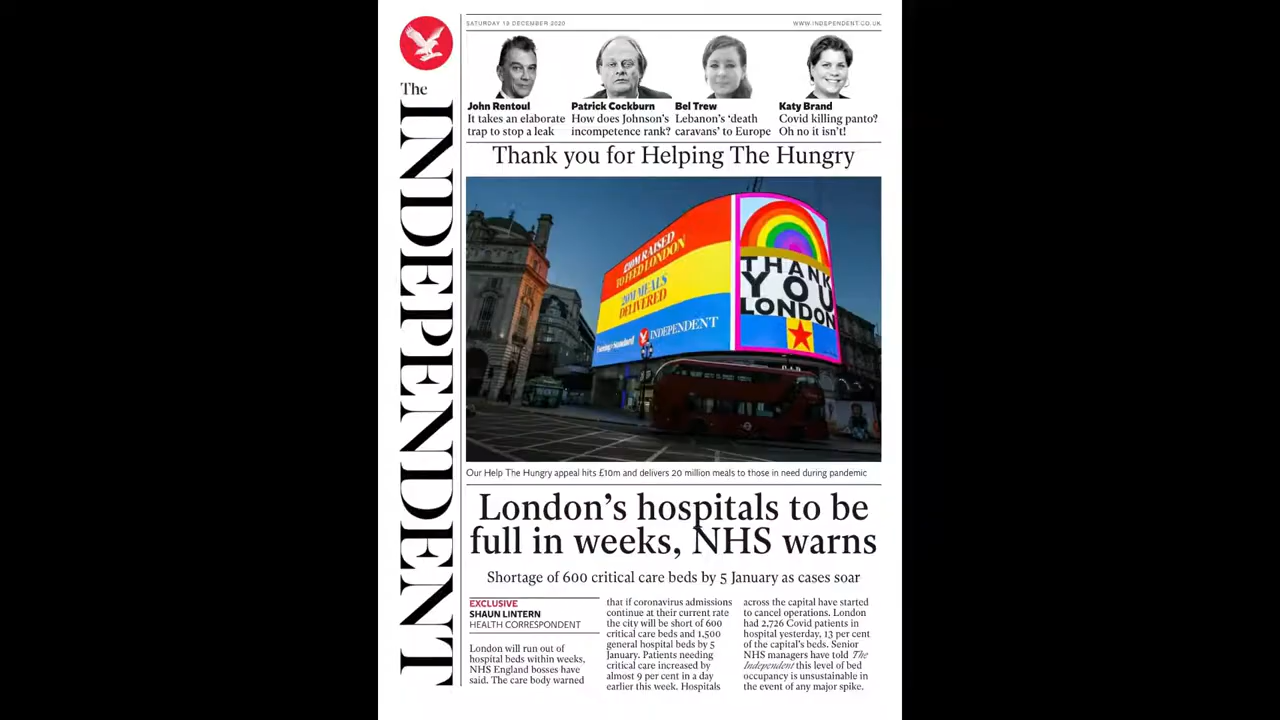 SATURDAY 19 DECEMBER 2020
WWW.INDEPENDENT.CO.UK
The
INDEPENDENT
John Rentoul
It takes an elaborate
trap to stop a leak
Patrick Cockburn
How does Johnson's
incompetence rank?
Bel Trew
Lebanon's 'death
caravans' to Europe
Katy Brand
Covid killing panto?
Oh no it isn't!
Thank you for Helping The Hungry
£10M RAISED
TO FEED LONDON
20M MEALS
DELIVERED
Evening Standard
INDEPENDENT
THANK
YOU
LONDON
Our Help The Hungry appeal hits £10m and delivers 20 million meals to those in need during pandemic
London's hospitals to be
full in weeks, NHS warns
Shortage of 600 critical care beds by 5 January as cases soar
EXCLUSIVE
SHAUN LINTERN
HEALTH CORRESPONDENT
London will run out of
hospital beds within weeks,
NHS England bosses have
said. The care body warned
that if coronavirus admissions
continue at their current rate
the city will be short of 600
critical care beds and 1,500
general hospital beds by 5
January. Patients needing
critical care increased by
almost 9 per cent in a day
earlier this week. Hospitals
across the capital have started
to cancel operations. London
had 2,726 Covid patients in
hospital yesterday, 13 per cent
of the capital's beds. Senior
NHS managers have told The
Independent this level of bed
occupancy is unsustainable in
the event of any major spike.